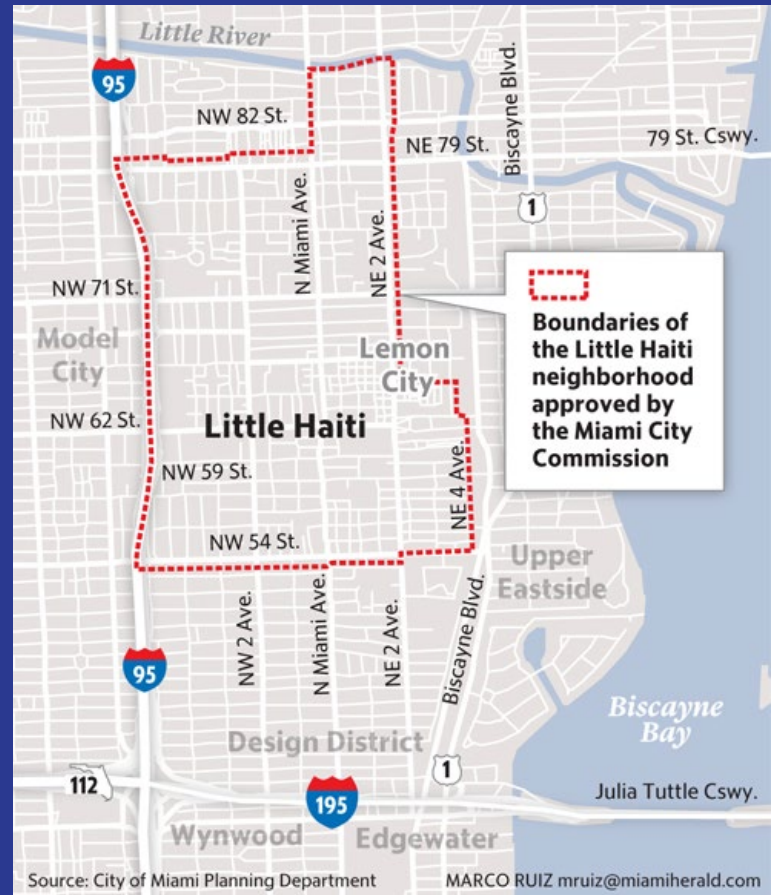 Little River
95
Biscayne Blvd.
NW 82 St.
NE 79 St.
79 St. Cswy.
N Miami Ave.
NE 2 Ave.
1
NW 71 St.
Boundaries of
the Little Haiti
neighborhood
approved by
the Miami City
Commission
Model
City
Lemon
City
NW 62 St.
Little Haiti
NW 59 St.
NE 4 Ave.
NW 54 St.
Upper
Eastside
NW 2 Ave.
N Miami Ave.
NE 2 Ave.
Biscayne Blvd.
95
Biscayne
Bay
Design District
1
112
195
Julia Tuttle Cswy.
Wynwood
Edgewater
Source: City of Miami Planning Department
MARCO RUIZ mruiz@miamiherald.com